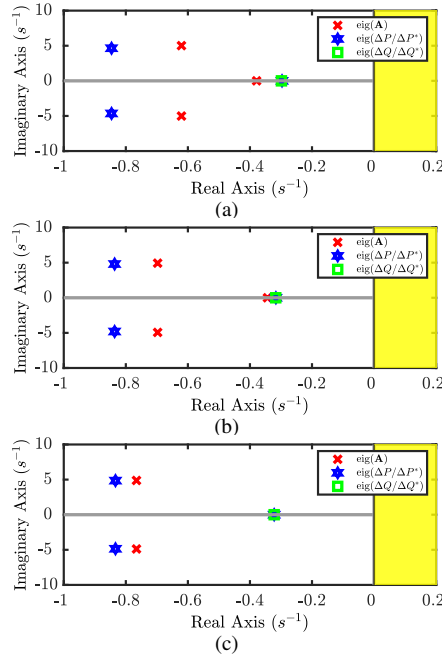 10
5
0
-5
-10
Imaginary Axis (s⁻¹)
eig(A)
eig(ΔP/ΔP*)
eig(ΔQ/ΔQ*)
-1
-0.8
-0.6
-0.4
-0.2
0
0.2
Real Axis (s⁻¹)
(a)
10
5
0
-5
-10
Imaginary Axis (s⁻¹)
eig(A)
eig(ΔP/ΔP*)
eig(ΔQ/ΔQ*)
-1
-0.8
-0.6
-0.4
-0.2
0
0.2
Real Axis (s⁻¹)
(b)
10
5
0
-5
-10
Imaginary Axis (s⁻¹)
eig(A)
eig(ΔP/ΔP*)
eig(ΔQ/ΔQ*)
-1
-0.8
-0.6
-0.4
-0.2
0
0.2
Real Axis (s⁻¹)
(c)